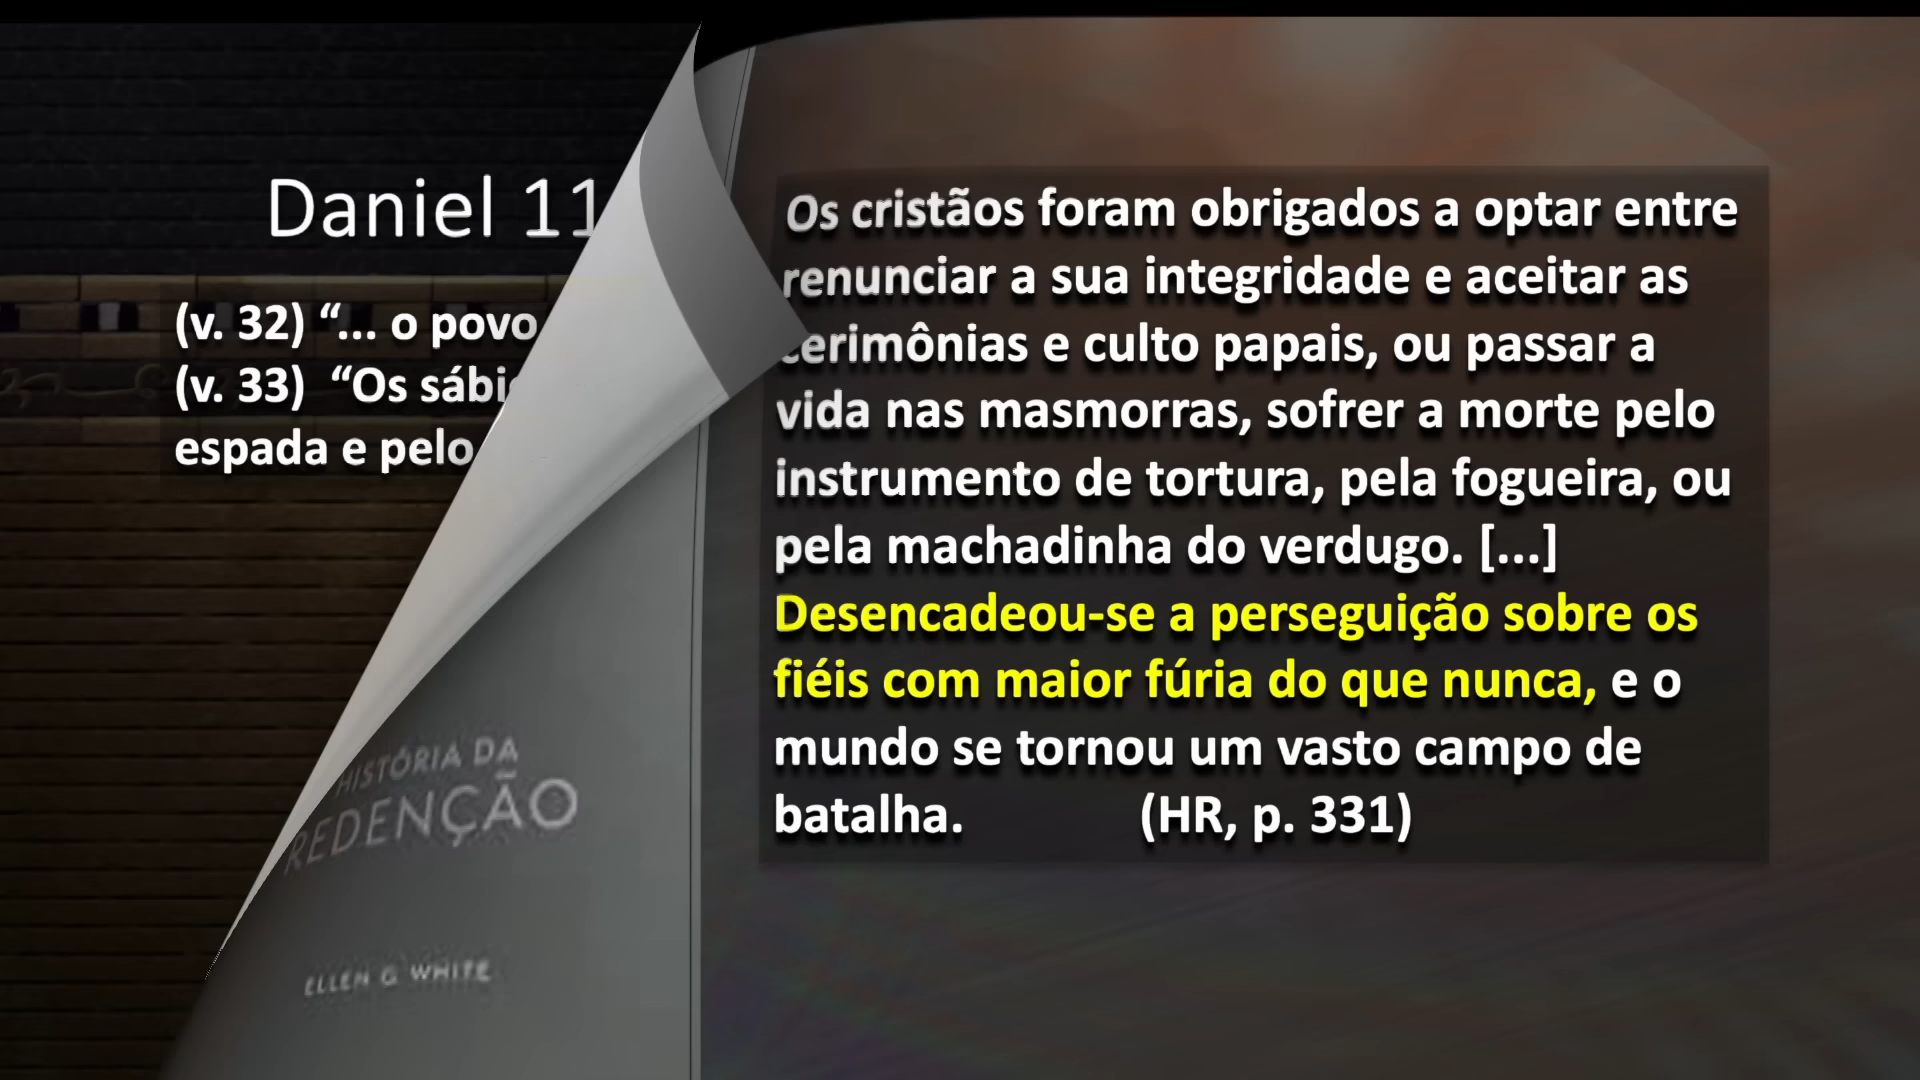 Daniel 11
(v. 32) “... o povo
(v. 33) “Os sábi
espada e pelo
HISTÓRIA DA
REDENÇÃO
ELLEN G WHITE
Os cristãos foram obrigados a optar entre
renunciar a sua integridade e aceitar as
cerimônias e culto papais, ou passar a
vida nas masmorras, sofrer a morte pelo
instrumento de tortura, pela fogueira, ou
pela machadinha do verdugo. [...]
Desencadeou-se a perseguição sobre os
fiéis com maior fúria do que nunca, e o
mundo se tornou um vasto campo de
batalha. (HR, p. 331)